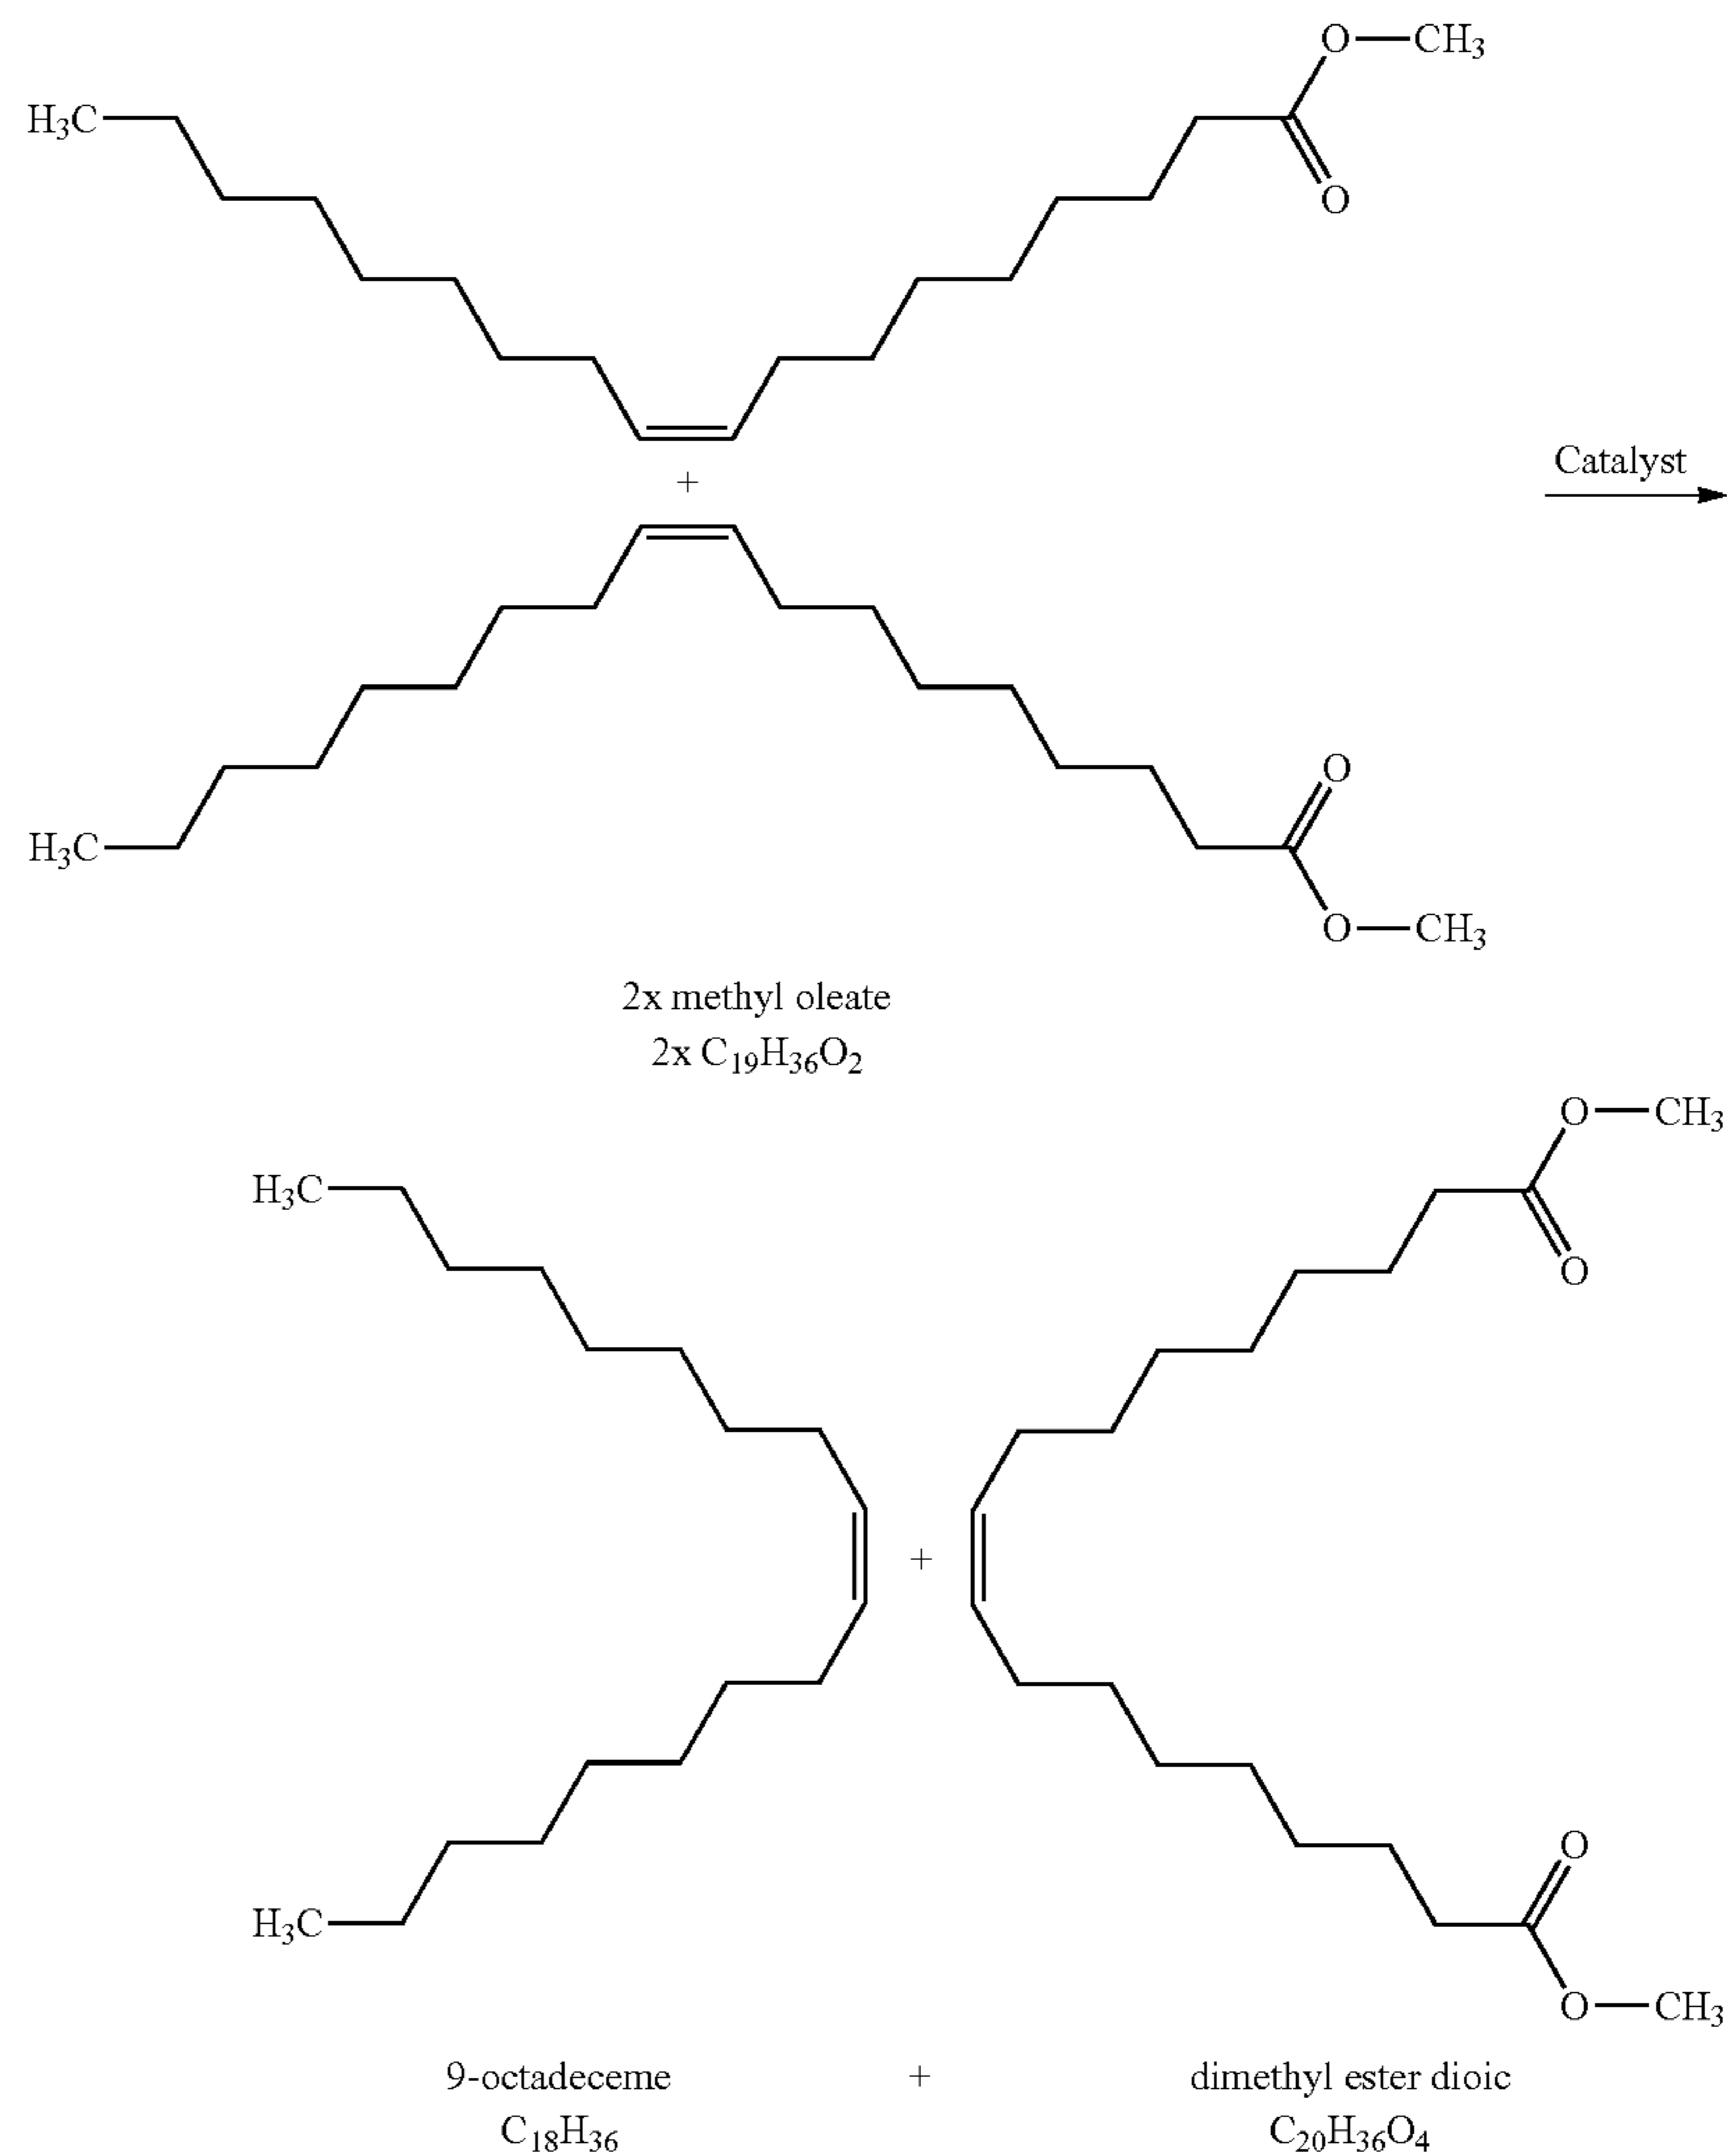 O—CH₃
H₃C
O
+
Catalyst
O
H₃C
O—CH₃
2x methyl oleate
2x C₁₉H₃₆O₂
O—CH₃
H₃C
O
+
O
H₃C
O—CH₃
9-octadeceme + dimethyl ester dioic
C₁₈H₃₆ C₂₀H₃₆O₄